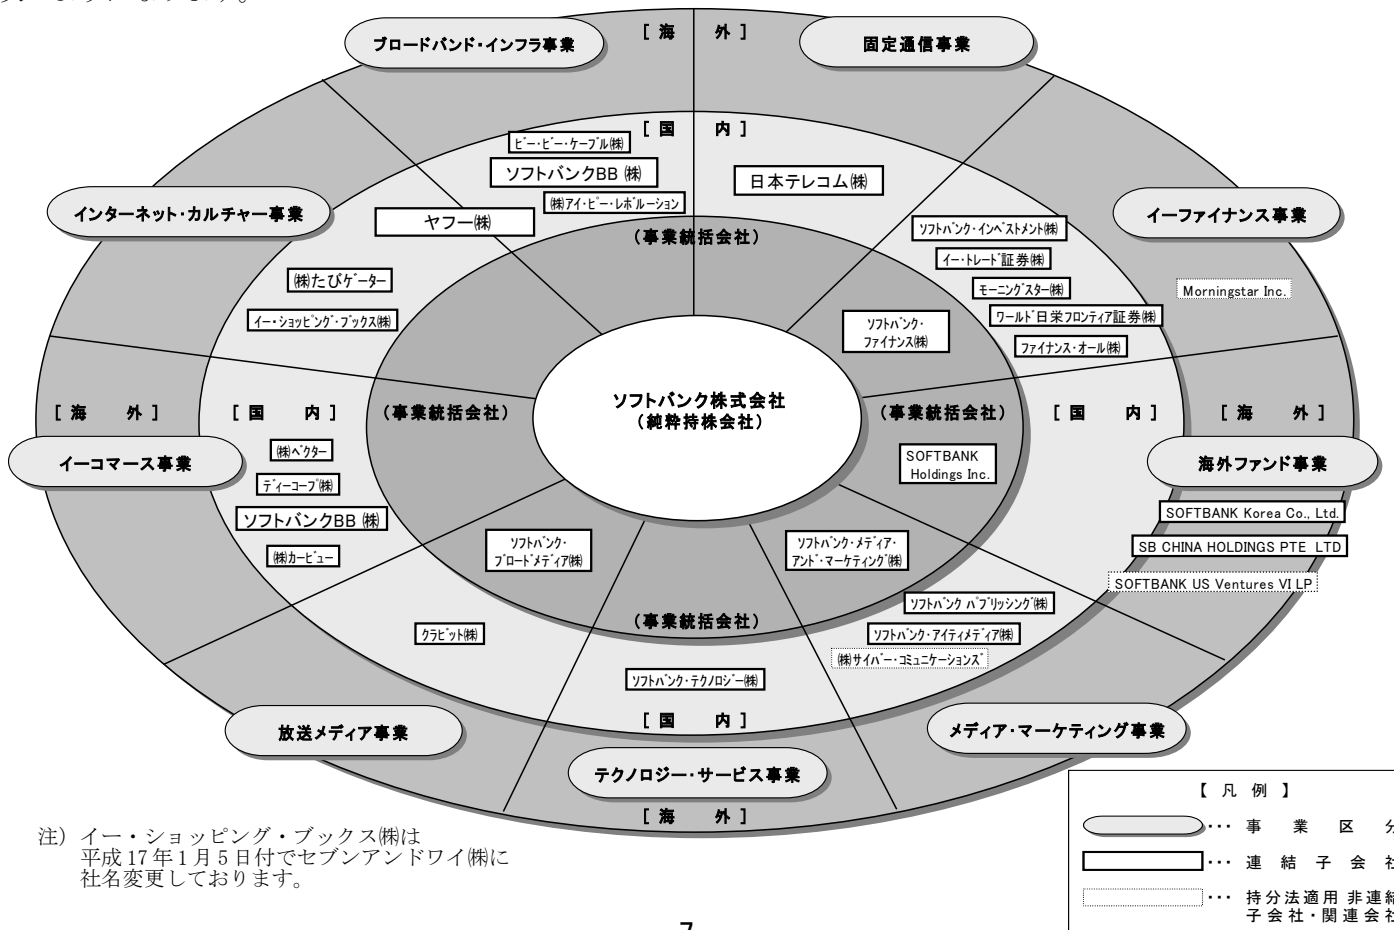 ブロードバンド・インフラ事業
[ 海 外 ]
固定通信事業
[ 国 内 ]
ビー・ビー・ケーブル㈱
ソフトバンクBB ㈱
㈱アイ・ピー・レボルーション
日本テレコム㈱
インターネット・カルチャー事業
ヤフー㈱
(事業統括会社)
ソフトバンク・インベストメント㈱
イーファイナンス事業
イー・トレード証券㈱
㈱たびゲーター
モーニングスター㈱
Morningstar Inc.
イー・ショッピング・ブックス㈱
ソフトバンク・
ファイナンス㈱
ワールド日栄フロンティア証券㈱
ファイナンス・オール㈱
ソフトバンク株式会社
(純粋持株会社)
[ 海 外 ]
[ 国 内 ]
(事業統括会社)
(事業統括会社)
[ 国 内 ]
[ 海 外 ]
イーコマース事業
㈱ベクター
ディーコープ㈱
ソフトバンクBB ㈱
㈱カービュー
SOFTBANK
Holdings Inc.
海外ファンド事業
SOFTBANK Korea Co., Ltd.
SB CHINA HOLDINGS PTE LTD
SOFTBANK US Ventures VI LP
ソフトバンク・
ブロードメディア㈱
ソフトバンク・メディア・
アンド・マーケティング㈱
(事業統括会社)
クラビット㈱
ソフトバンク パブリッシング㈱
ソフトバンク・アイティメディア㈱
㈱サイバー・コミュニケーションズ
ソフトバンク・テクノロジー㈱
[ 国 内 ]
放送メディア事業
テクノロジー・サービス事業
メディア・マーケティング事業
[ 海 外 ]
注）イー・ショッピング・ブックス㈱は
平成 17 年 1 月 5 日付でセブンアンドワイ㈱に
社名変更しております。
【 凡 例 】
・・・ 事 業 区 分
・・・ 連 結 子 会 社
・・・ 持分法適用 非連結
子会社・関連会社